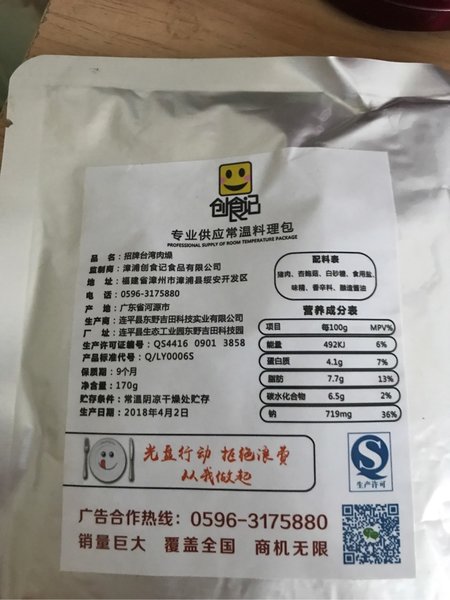 创食记
专业供应常温料理包
PROFESSIONAL SUPPLY OF ROOM TEMPERATURE PACKAGE
品 名：招牌台湾肉燥
监制商：漳浦创食记食品有限公司
地 址：福建省漳州市漳浦县绥安开发区
电 话：0596-3175880
产 地：广东省河源市
生产商：连平县东野吉田科技实业有限公司
厂 址：连平县生态工业园东野吉田科技园
生产许可证编号：QS4416 0901 3858
产品标准代号：Q/LY0006S
保质期：9个月
净含量：170g
贮存条件：常温阴凉干燥处贮存
生产日期：2018年4月2日
配料表
猪肉、杏鲍菇、白砂糖、食用盐、
味精、香辛料、酿造酱油
营养成分表
项目 每100g MPV%
能量 492KJ 6%
蛋白质 4.1g 7%
脂肪 7.7g 13%
碳水化合物 6.5g 2%
钠 719mg 36%
光盘行动 拒绝浪费
从我做起
生产许可
广告合作热线：0596-3175880
销量巨大 覆盖全国 商机无限